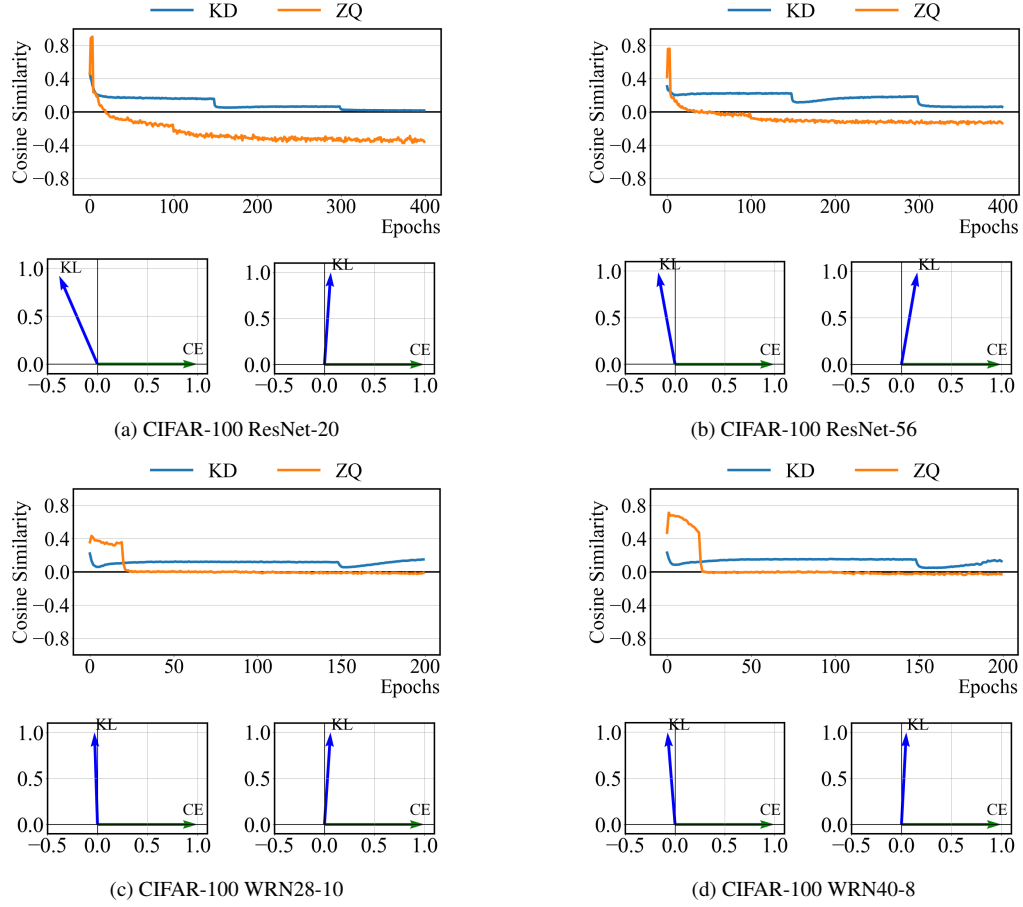 KD ZQ
Cosine Similarity
0.8
0.4
0.0
−0.4
−0.8
0 100 200 300 400
Epochs
KL
CE
1.0
0.5
0.0
−0.5 0.0 0.5 1.0
KL
CE
1.0
0.5
0.0
0.0 0.5 1.0
(a) CIFAR-100 ResNet-20
KD ZQ
Cosine Similarity
0.8
0.4
0.0
−0.4
−0.8
0 100 200 300 400
Epochs
KL
CE
1.0
0.5
0.0
−0.5 0.0 0.5 1.0
KL
CE
1.0
0.5
0.0
−0.5 0.0 0.5 1.0
(b) CIFAR-100 ResNet-56
KD ZQ
Cosine Similarity
0.8
0.4
0.0
−0.4
−0.8
0 50 100 150 200
Epochs
KL
CE
1.0
0.5
0.0
−0.5 0.0 0.5 1.0
KL
CE
1.0
0.5
0.0
−0.5 0.0 0.5 1.0
(c) CIFAR-100 WRN28-10
KD ZQ
Cosine Similarity
0.8
0.4
0.0
−0.4
−0.8
0 50 100 150 200
Epochs
KL
CE
1.0
0.5
0.0
−0.5 0.0 0.5 1.0
KL
CE
1.0
0.5
0.0
−0.5 0.0 0.5 1.0
(d) CIFAR-100 WRN40-8